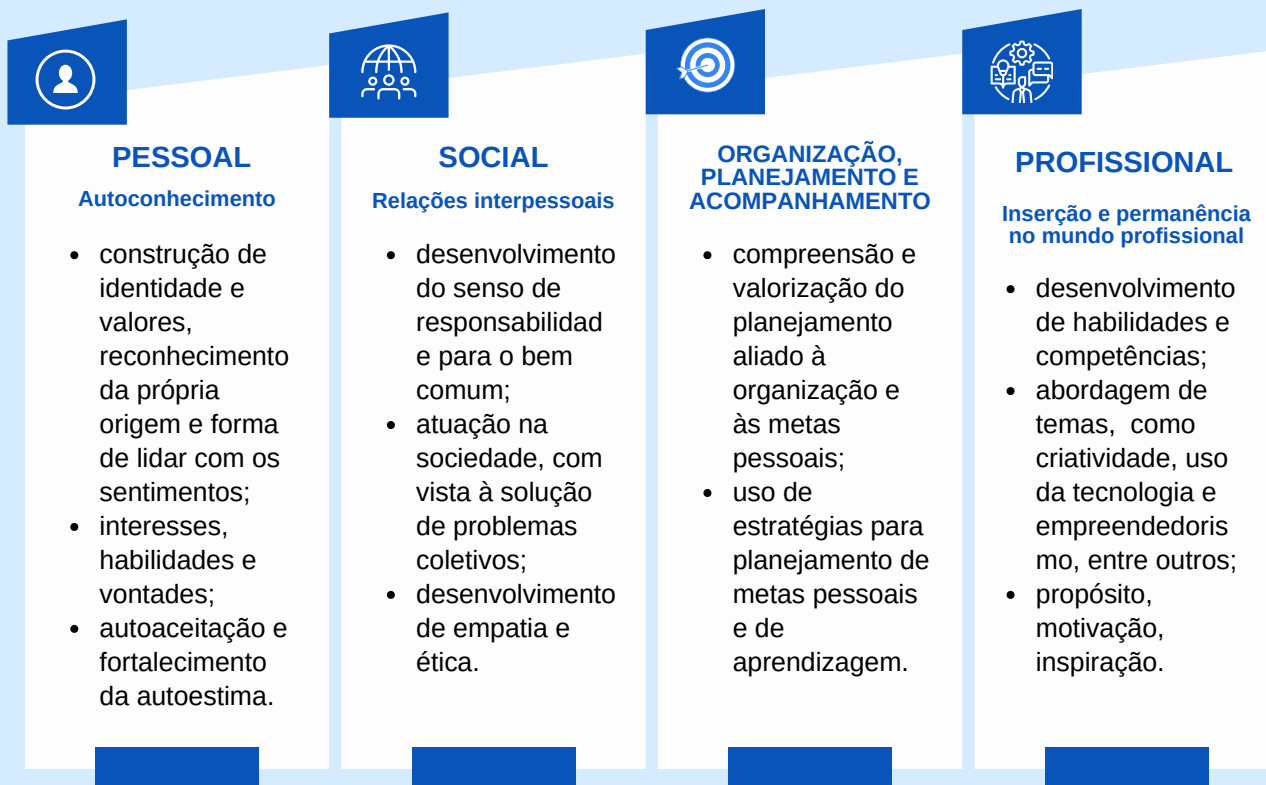 PESSOAL
Autoconhecimento
• construção de
identidade e
valores,
reconhecimento
da própria
origem e forma
de lidar com os
sentimentos;
• interesses,
habilidades e
vontades;
• autoaceitação e
fortalecimento
da autoestima.
SOCIAL
Relações interpessoais
• desenvolvimento
do senso de
responsabilidad
e para o bem
comum;
• atuação na
sociedade, com
vista à solução
de problemas
coletivos;
• desenvolvimento
de empatia e
ética.
ORGANIZAÇÃO,
PLANEJAMENTO E
ACOMPANHAMENTO
• compreensão e
valorização do
planejamento
aliado à
organização e
às metas
pessoais;
• uso de
estratégias para
planejamento de
metas pessoais
e de
aprendizagem.
PROFISSIONAL
Inserção e permanência
no mundo profissional
• desenvolvimento
de habilidades e
competências;
• abordagem de
temas,  como
criatividade, uso
da tecnologia e
empreendedoris
mo, entre outros;
• propósito,
motivação,
inspiração.